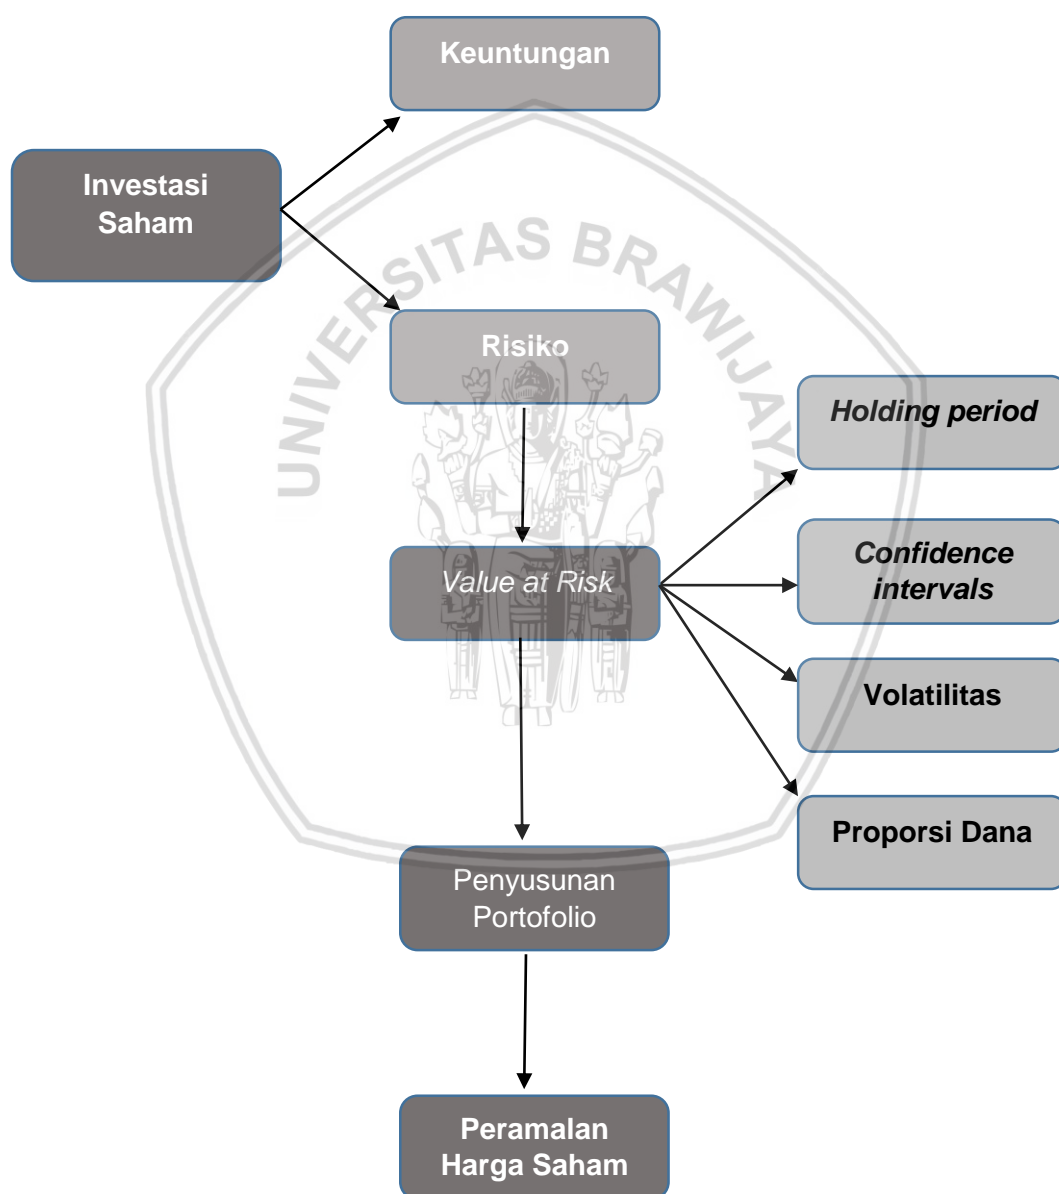 Keuntungan
Investasi
Saham
UNIVERSITAS BRAWIJAYA
Risiko
Holding period
Value at Risk
Confidence
intervals
Volatilitas
Proporsi Dana
Penyusunan
Portofolio
Peramalan
Harga Saham